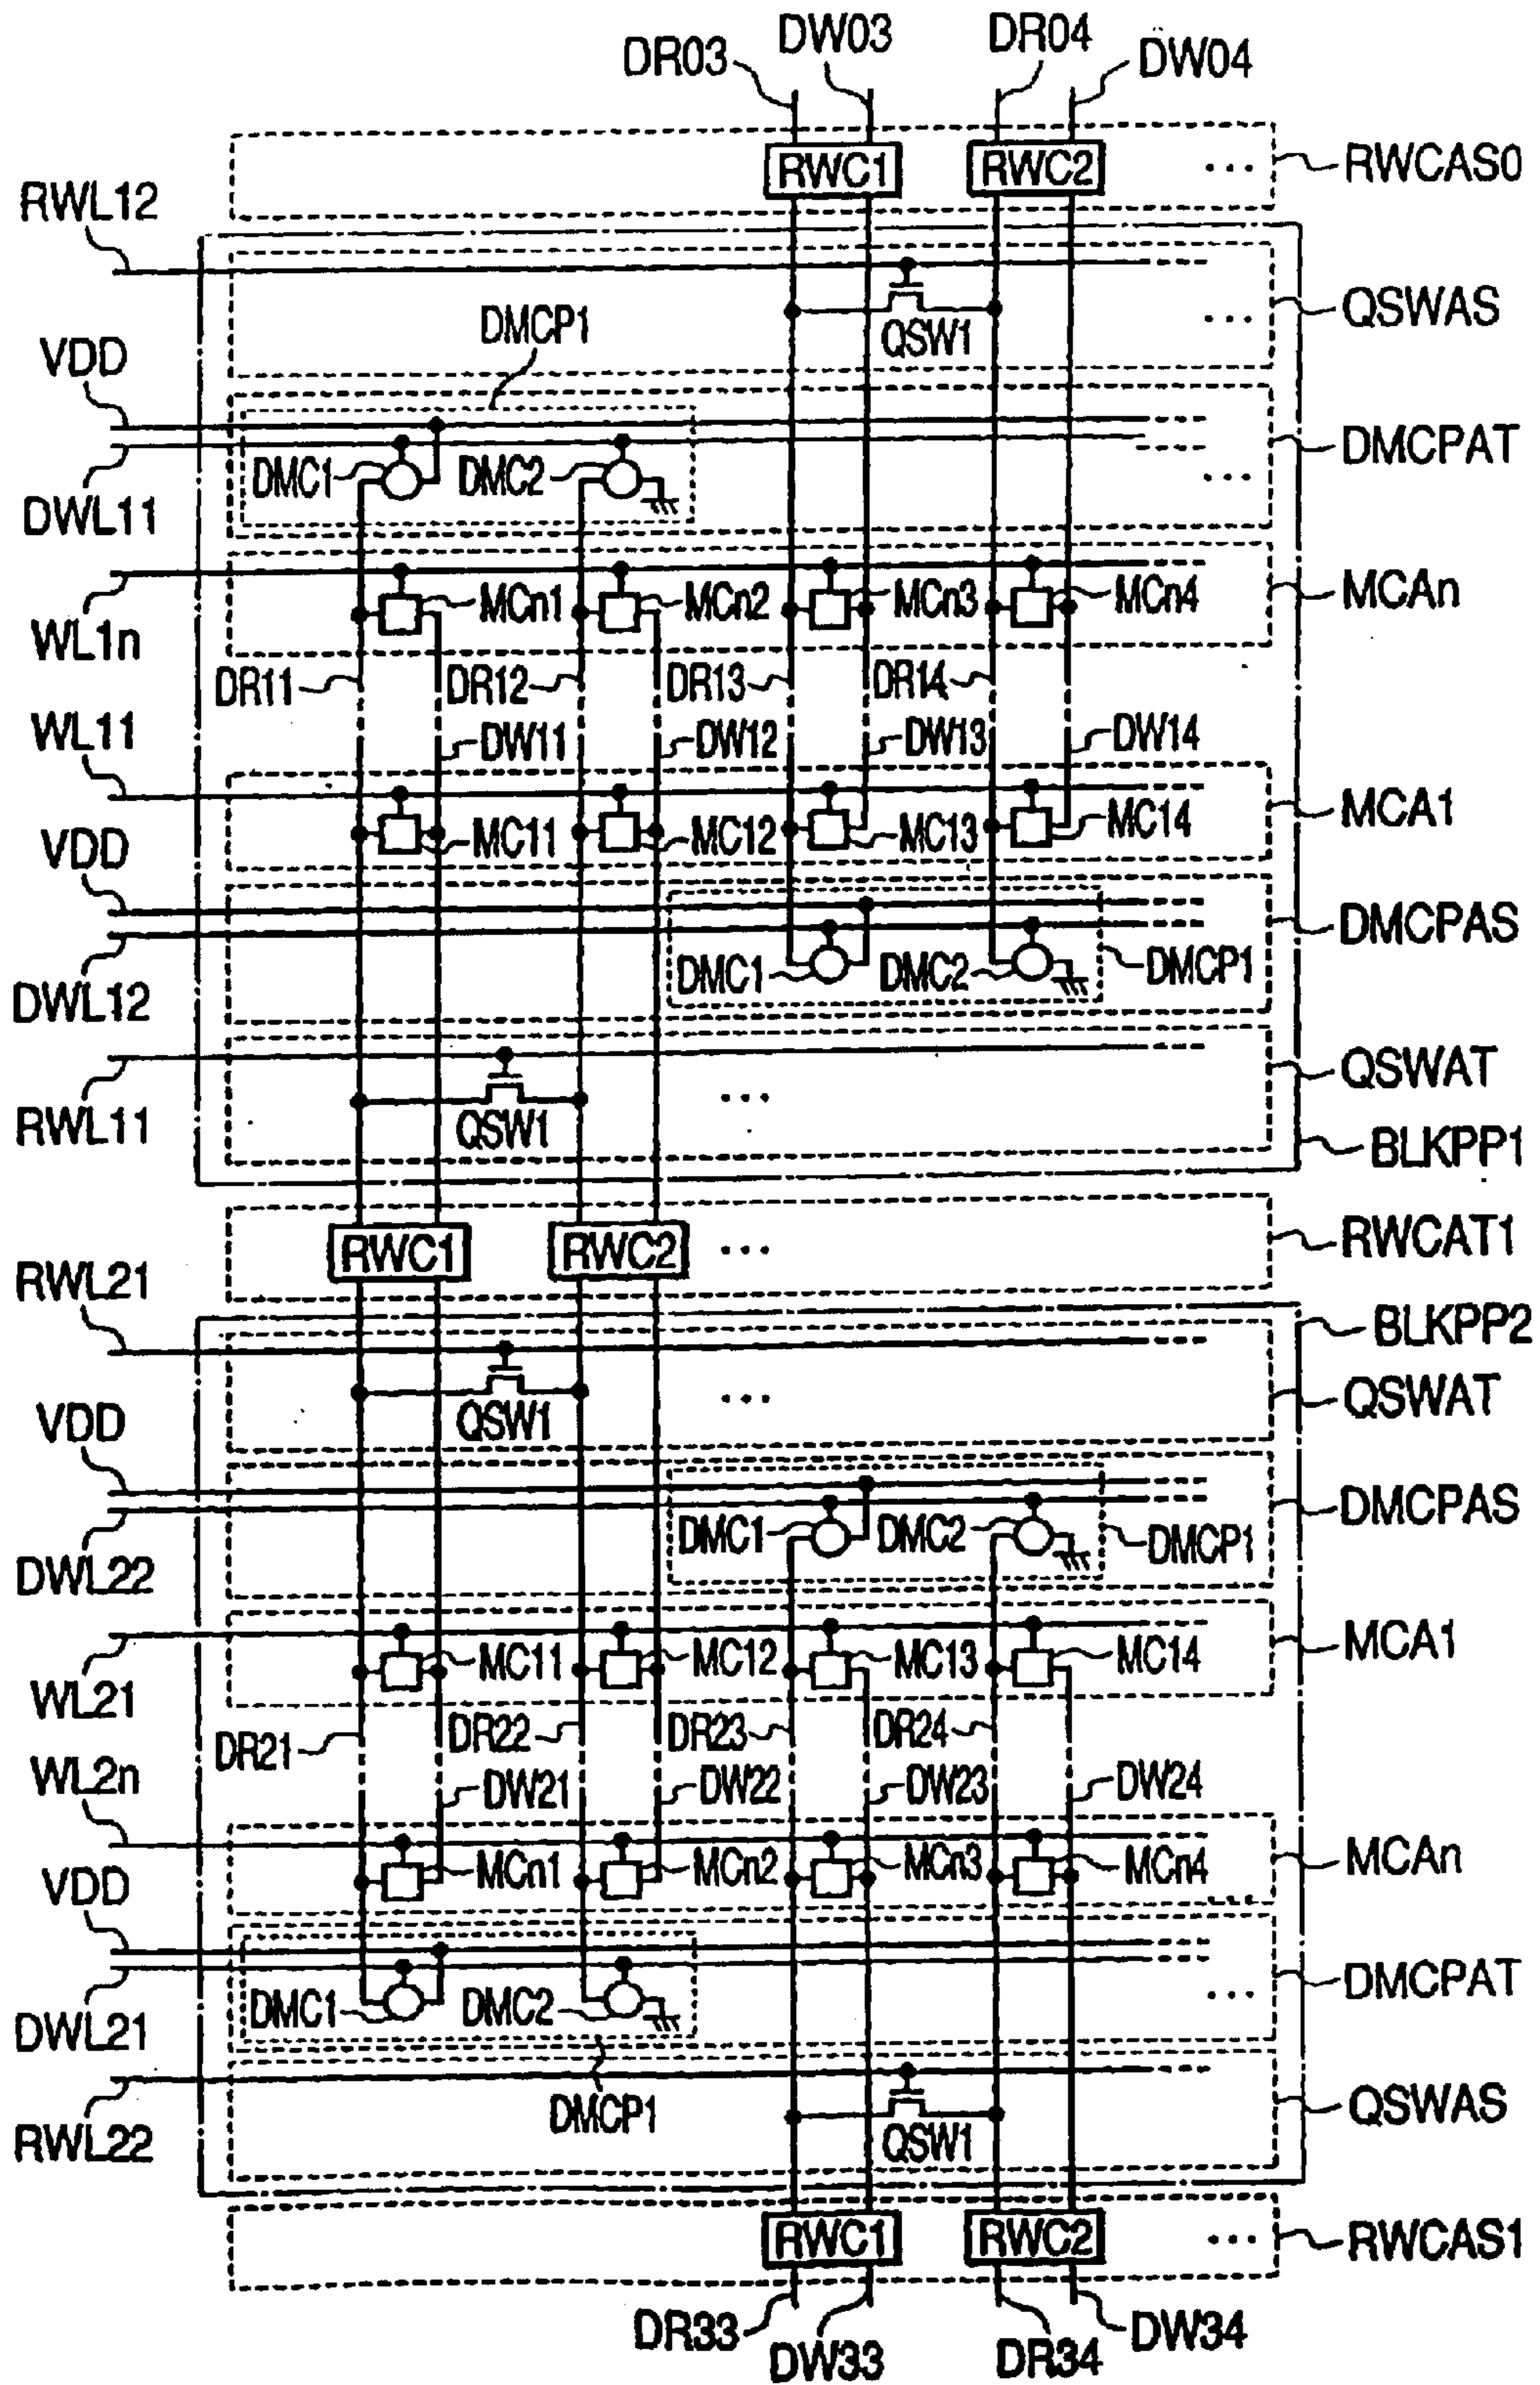 DR03 DW03 DR04 DW04
RWC1 RWC2 ... RWCAS0
RWL12
QSW1 ... QSWAS
DMCP1
VDD
DMC1 DMC2 ... DMCPAT
DWL11
MCn1 MCn2 MCn3 MCn4 MCAn
WL1n
DR11 DR12 DR13 DR14
WL11 DW11 DW12 DW13 DW14
MC11 MC12 MC13 MC14 MCA1
VDD
DMC1 DMC2 DMCP1 DMCPAS
DWL12
QSWAT
RWL11 QSW1 ...
BLKPP1
RWC1 RWC2 ... RWCAT1
RWL21
BLKPP2
QSW1 ... QSWAT
VDD
DMC1 DMC2 DMCP1 DMCPAS
DWL22
MC11 MC12 MC13 MC14 MCA1
WL21
DR21 DR22 DR23 DR24
WL2n DW21 DW22 DW23 DW24
MCn1 MCn2 MCn3 MCn4 ... MCAn
VDD
DMC1 DMC2 ... DMCPAT
DWL21
DMCP1 QSWAS
RWL22 QSW1
RWC1 RWC2 ... RWCAS1
DR33 DW33 DR34 DW34